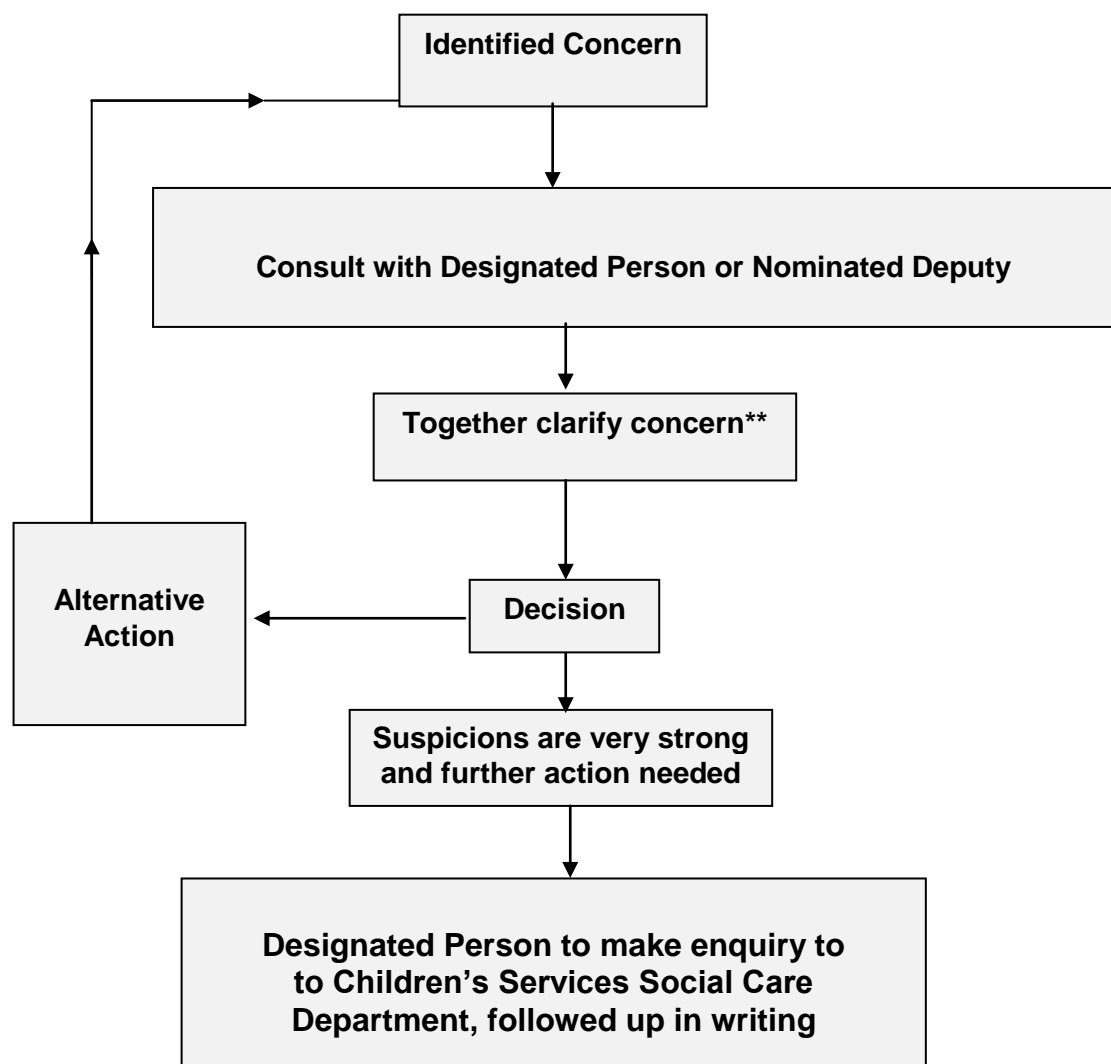 Identified Concern
Consult with Designated Person or Nominated Deputy
Together clarify concern**
Alternative
Action
Decision
Suspicions are very strong
and further action needed
Designated Person to make enquiry to
to Children’s Services Social Care
Department, followed up in writing